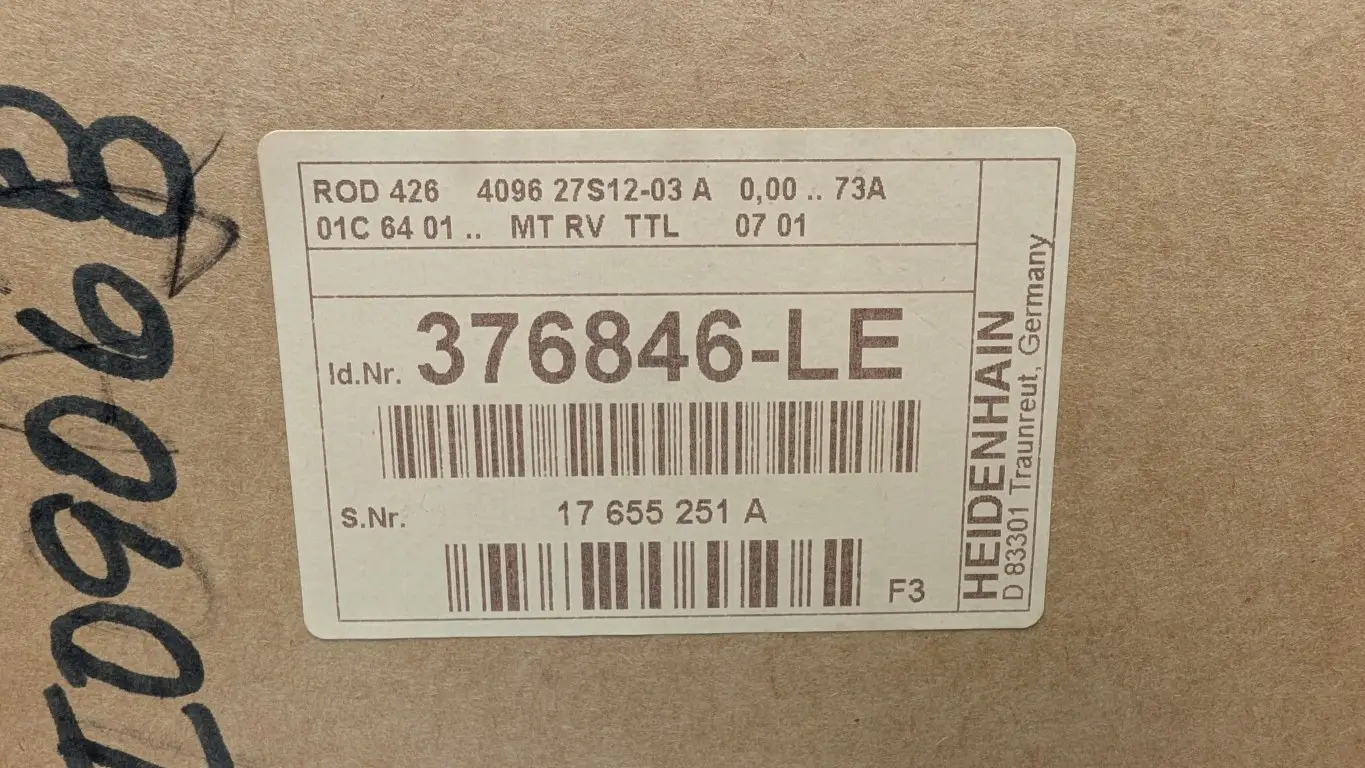 ROD 426 4096 27S12-03 A 0,00 .. 73A
01C 64 01 .. MT RV TTL 07 01
Id.Nr. 376846-LE
S.Nr. 17 655 251 A
F3
HEIDENHAIN
D 83301 Traunreut, Germany